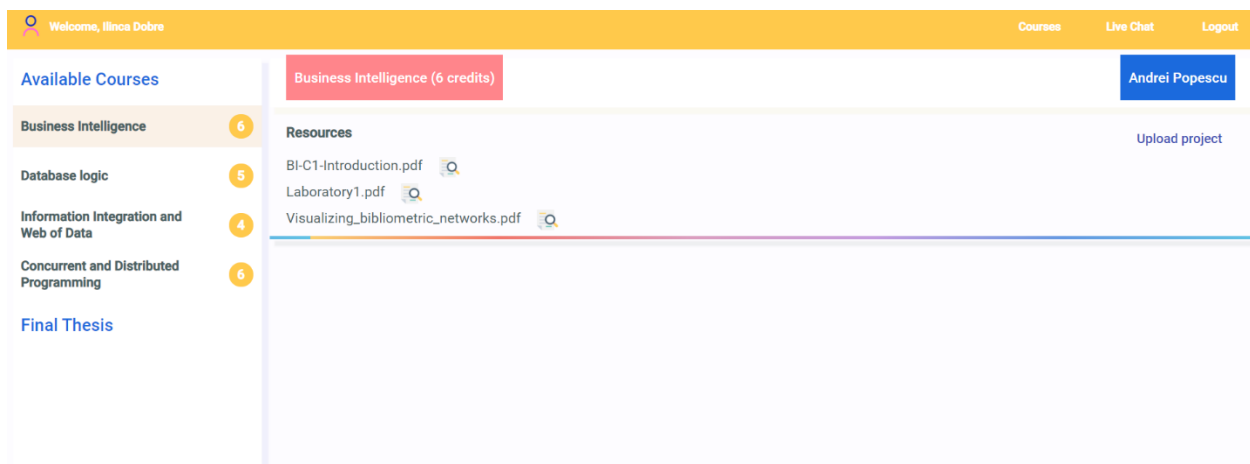 Welcome, Ilinca Dobre
Courses
Live Chat
Logout
Available Courses
Business Intelligence
6
Database logic
5
Information Integration and
Web of Data
4
Concurrent and Distributed
Programming
6
Final Thesis
Business Intelligence (6 credits)
Andrei Popescu
Resources
Upload project
BI-C1-Introduction.pdf
Laboratory1.pdf
Visualizing_bibliometric_networks.pdf